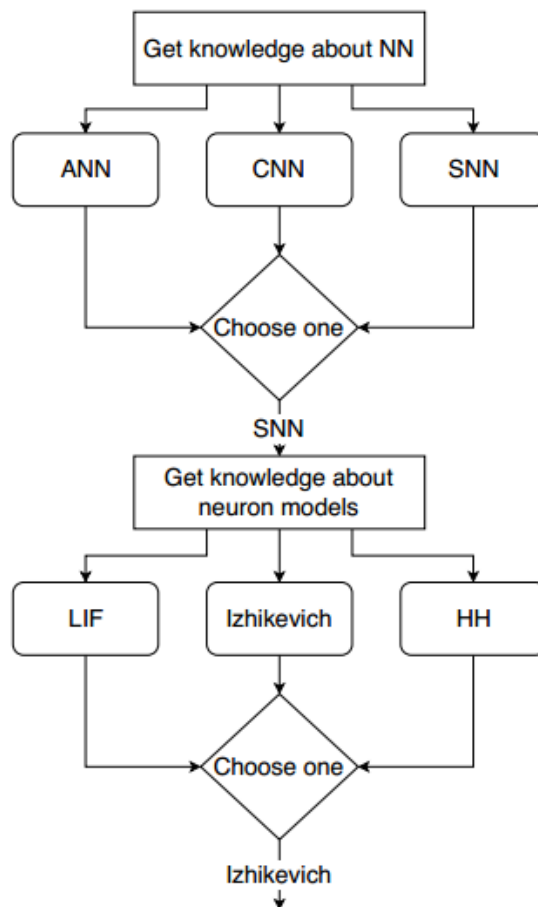 Get knowledge about NN
ANN
CNN
SNN
Choose one
SNN
Get knowledge about
neuron models
LIF
Izhikevich
HH
Choose one
Izhikevich